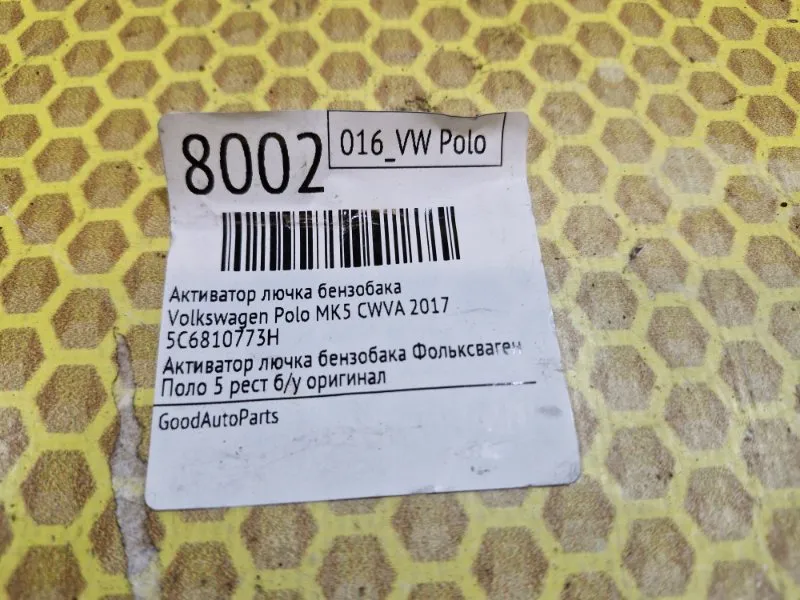 8002
016_VW Polo
Активатор лючка бензобака
Volkswagen Polo MK5 CWVA 2017
5C6810773H
Активатор лючка бензобака Фольксваген
Поло 5 рест б/у оригинал
GoodAutoParts